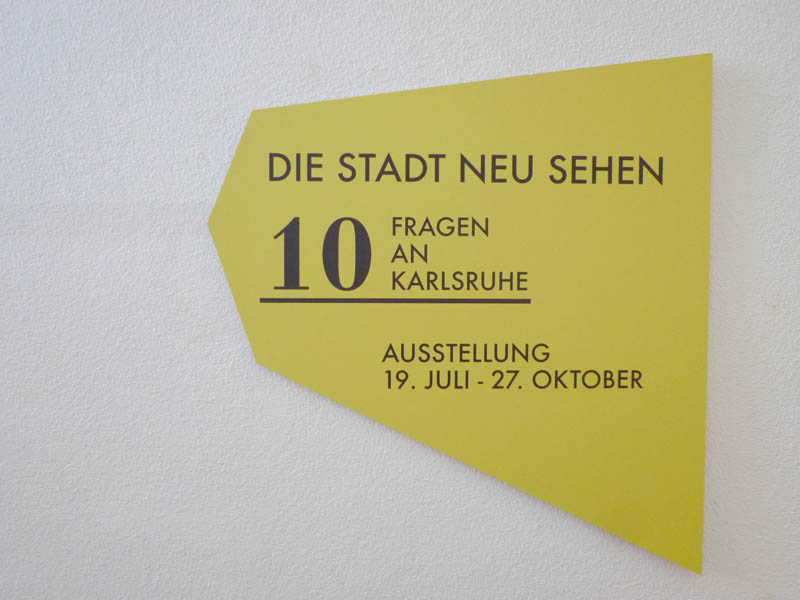 DIE STADT NEU SEHEN
10 FRAGEN
AN
KARLSRUHE
AUSSTELLUNG
19. JULI - 27. OKTOBER